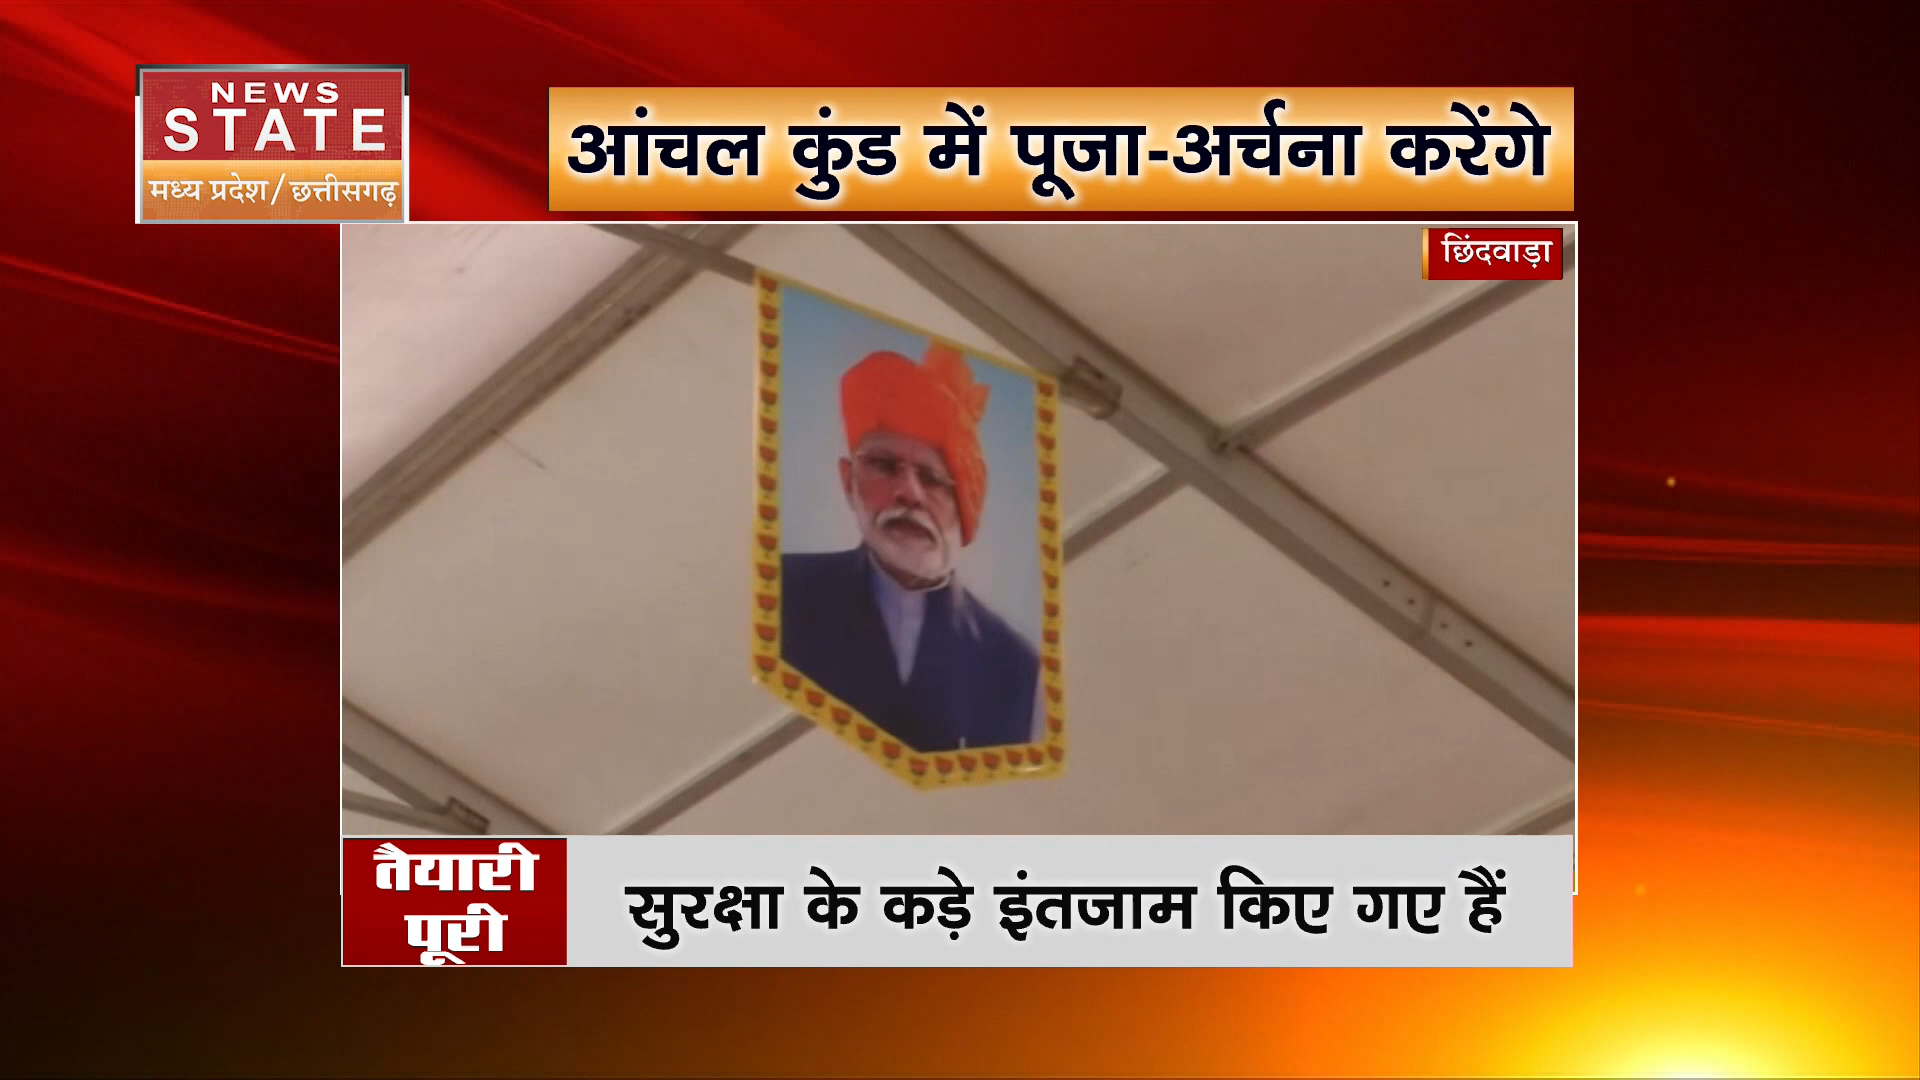 NEWS
STATE
मध्य प्रदेश/छत्तीसगढ़
आंचल कुंड में पूजा-अर्चना करेंगे
छिंदवाड़ा
तैयारी
पूरी
सुरक्षा के कड़े इंतजाम किए गए हैं